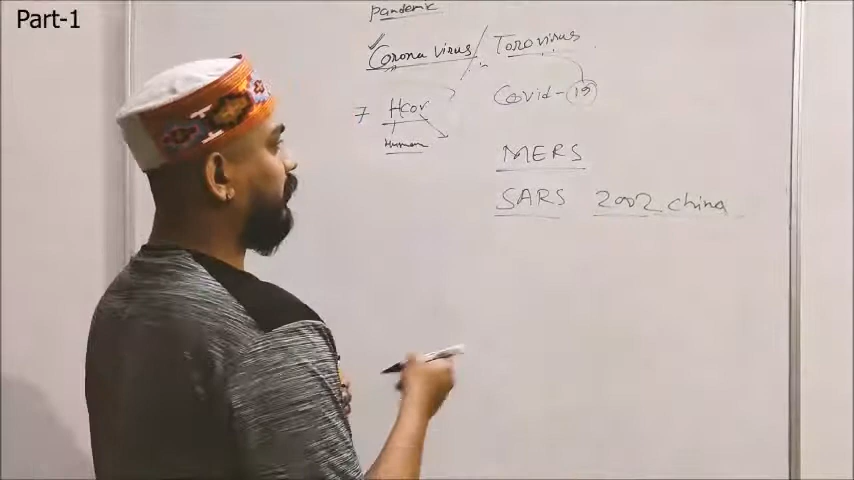 Part-1
pandemic
Corona virus / Torovirus
Covid-19
7 Hcov
Human
MERS
SARS 2002 china